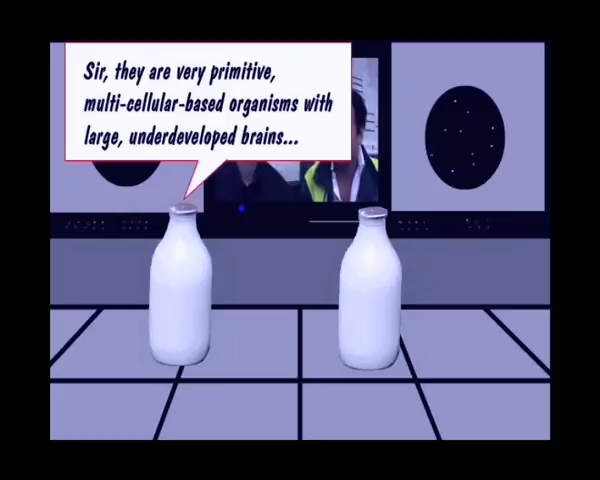 Sir, they are very primitive,
multi-cellular-based organisms with
large, underdeveloped brains...